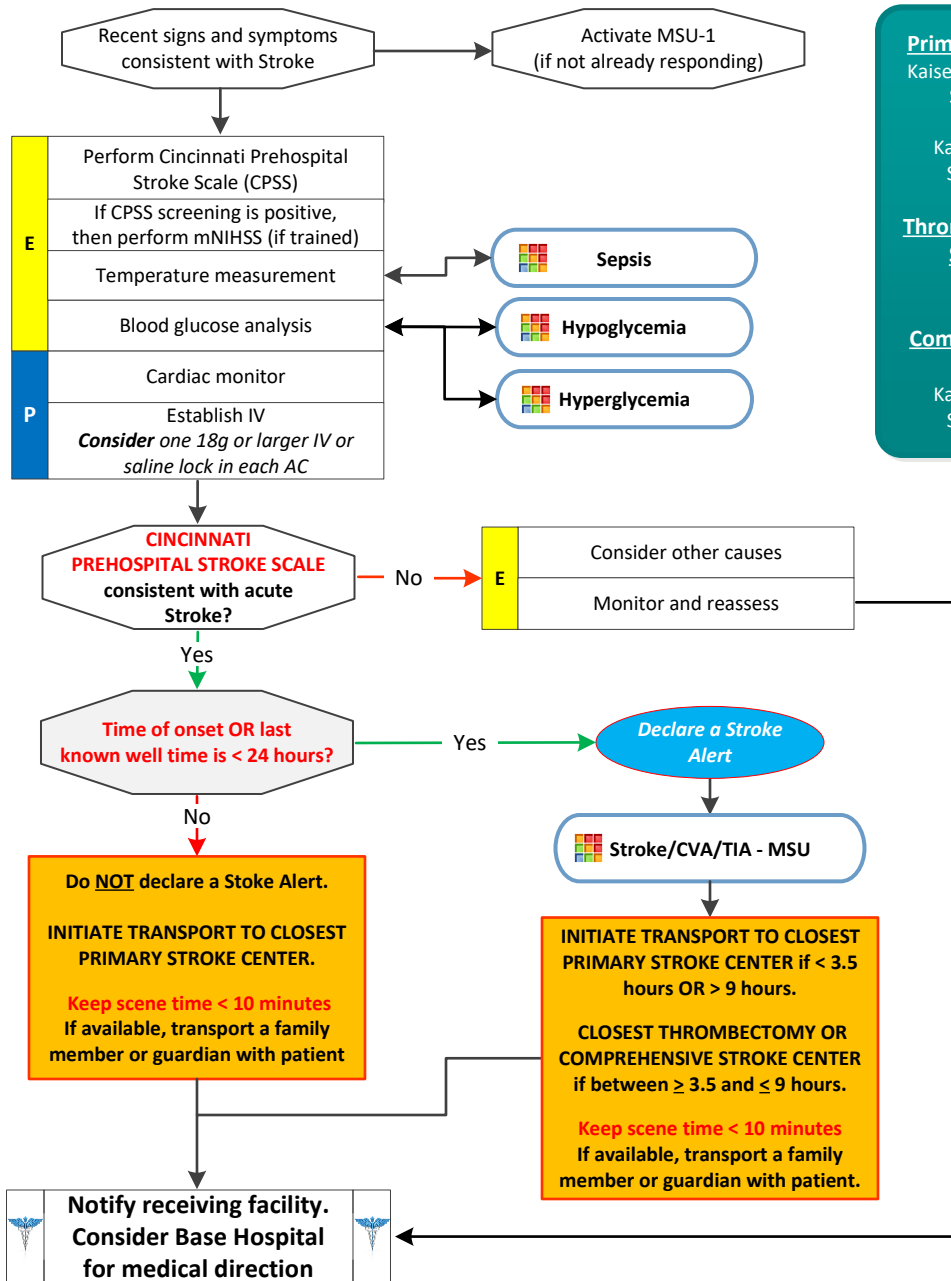 Recent signs and symptoms
consistent with Stroke
Activate MSU-1
(if not already responding)
E
Perform Cincinnati Prehospital
Stroke Scale (CPSS)
If CPSS screening is positive,
then perform mNIHSS (if trained)
Temperature measurement
Blood glucose analysis
P
Cardiac monitor
Establish IV
Consider one 18g or larger IV or
saline lock in each AC
Sepsis
Hypoglycemia
Hyperglycemia
CINCINNATI
PREHOSPITAL STROKE SCALE
consistent with acute
Stroke?
No
E
Consider other causes
Monitor and reassess
Yes
Time of onset OR last
known well time is < 24 hours?
Yes
Declare a Stroke
Alert
No
Stroke/CVA/TIA - MSU
Do NOT declare a Stoke Alert.
INITIATE TRANSPORT TO CLOSEST
PRIMARY STROKE CENTER.
Keep scene time < 10 minutes
If available, transport a family
member or guardian with patient
INITIATE TRANSPORT TO CLOSEST
PRIMARY STROKE CENTER if < 3.5
hours OR > 9 hours.
CLOSEST THROMBECTOMY OR
COMPREHENSIVE STROKE CENTER
if between ≥ 3.5 and ≤ 9 hours.
Keep scene time < 10 minutes
If available, transport a family
member or guardian with patient.
Notify receiving facility.
Consider Base Hospital
for medical direction